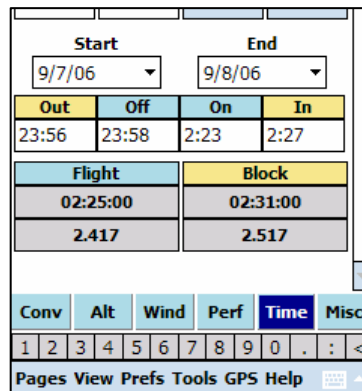 Start End
9/7/06 9/8/06
Out Off On In
23:56 23:58 2:23 2:27
Flight Block
02:25:00 02:31:00
2.417 2.517
Conv Alt Wind Perf Time Misc
1 2 3 4 5 6 7 8 9 0 . : <
Pages View Prefs Tools GPS Help